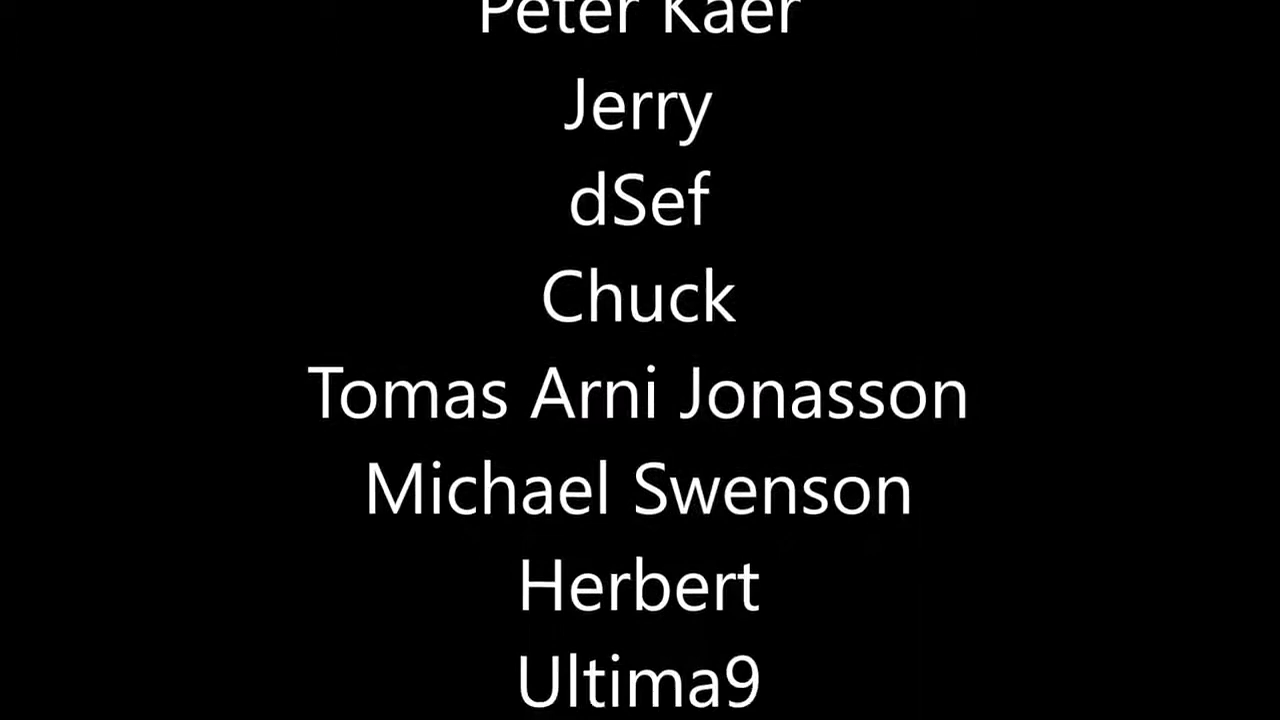 Peter Kaer
Jerry
dSef
Chuck
Tomas Arni Jonasson
Michael Swenson
Herbert
Ultima9